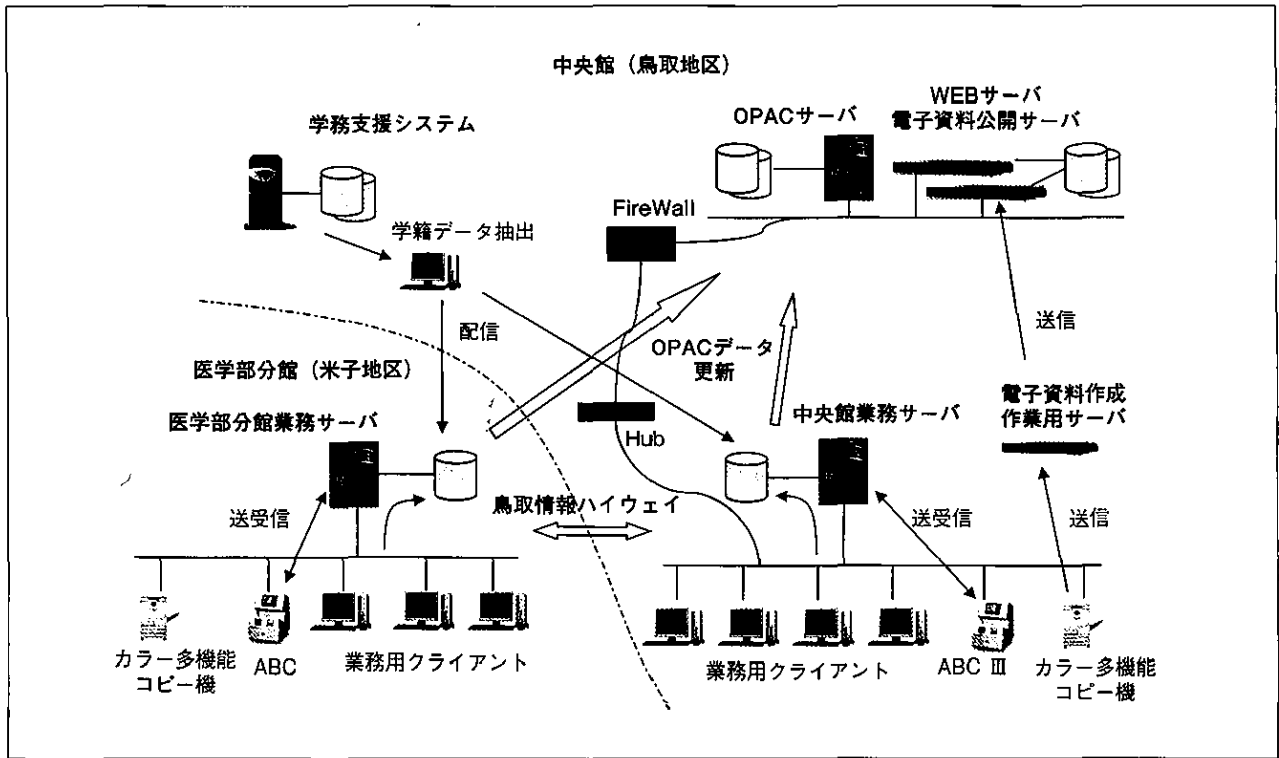 中央館（鳥取地区）
学務支援システム
OPACサーバ
WEBサーバ
電子資料公開サーバ
FireWall
学籍データ抽出
配信
送信
OPACデータ
更新
医学部分館（米子地区）
医学部分館業務サーバ
Hub
中央館業務サーバ
電子資料作成
作業用サーバ
鳥取情報ハイウェイ
送受信
送受信
送信
カラー多機能
コピー機
ABC
業務用クライアント
業務用クライアント
ABC Ⅲ
カラー多機能
コピー機